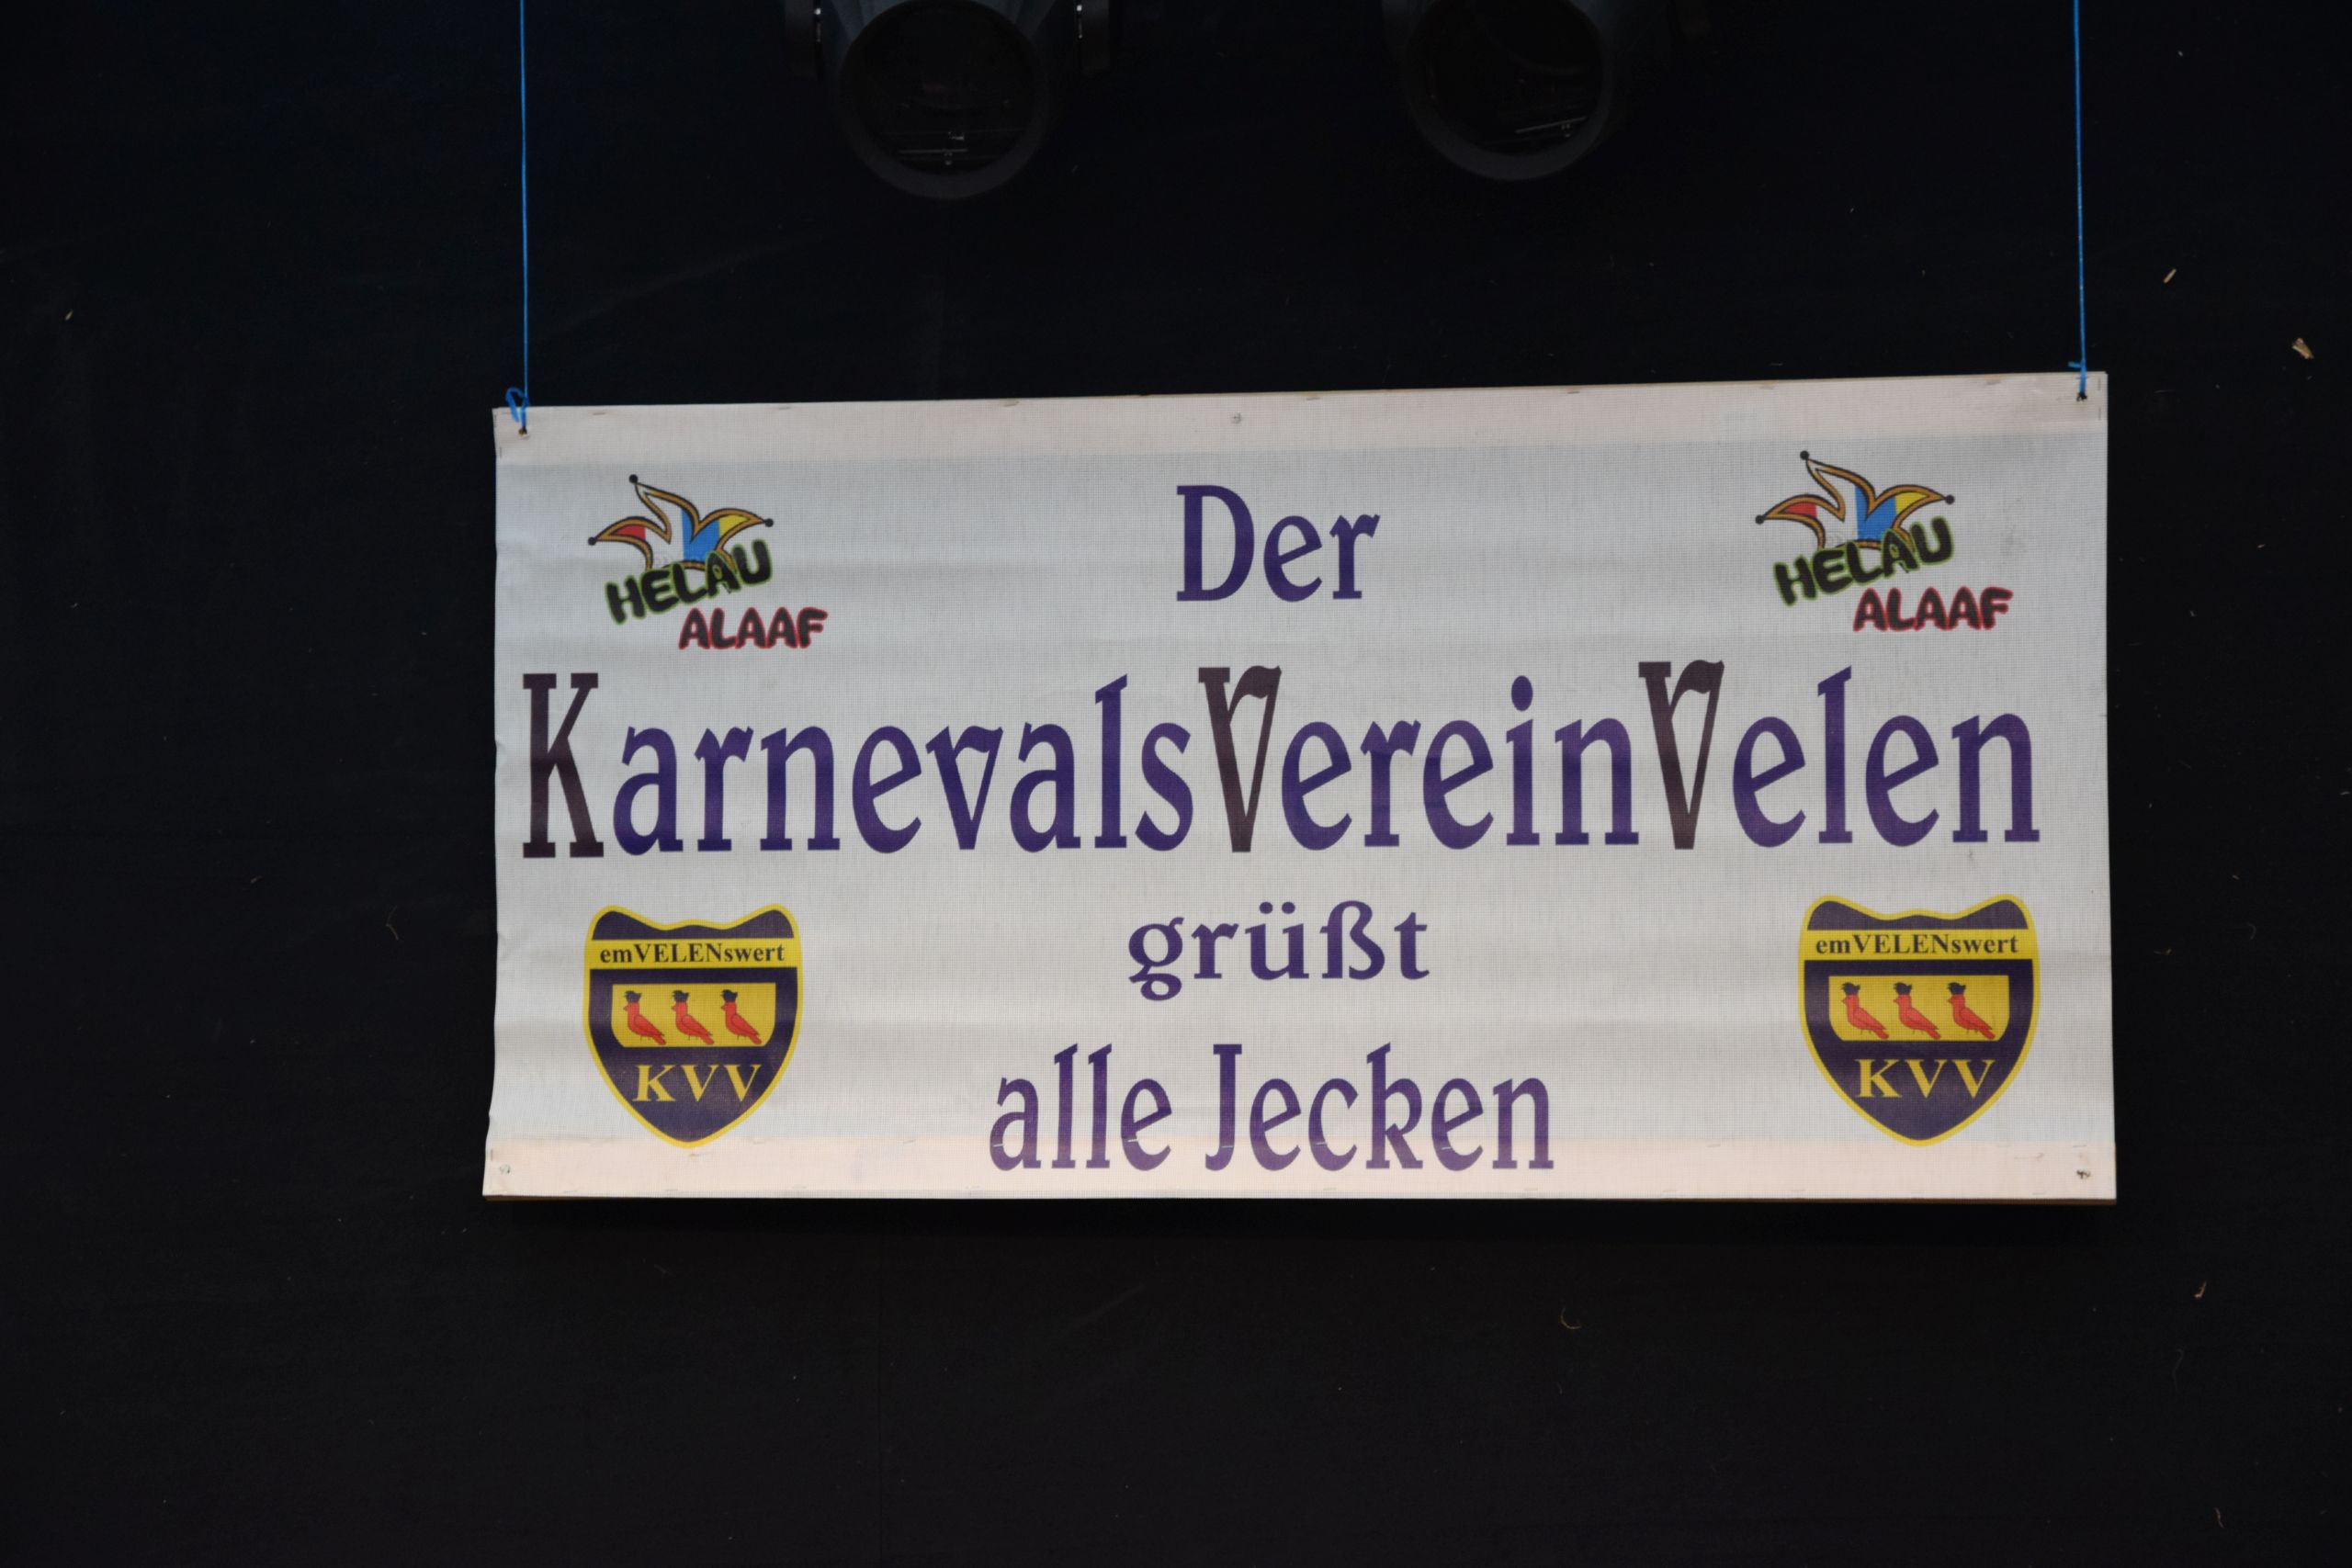 Der
HELAU
ALAAF
HELAU
ALAAF
KarnevalsVereinVelen
grüßt
alle Jecken
emVELENswert
KVV
emVELENswert
KVV